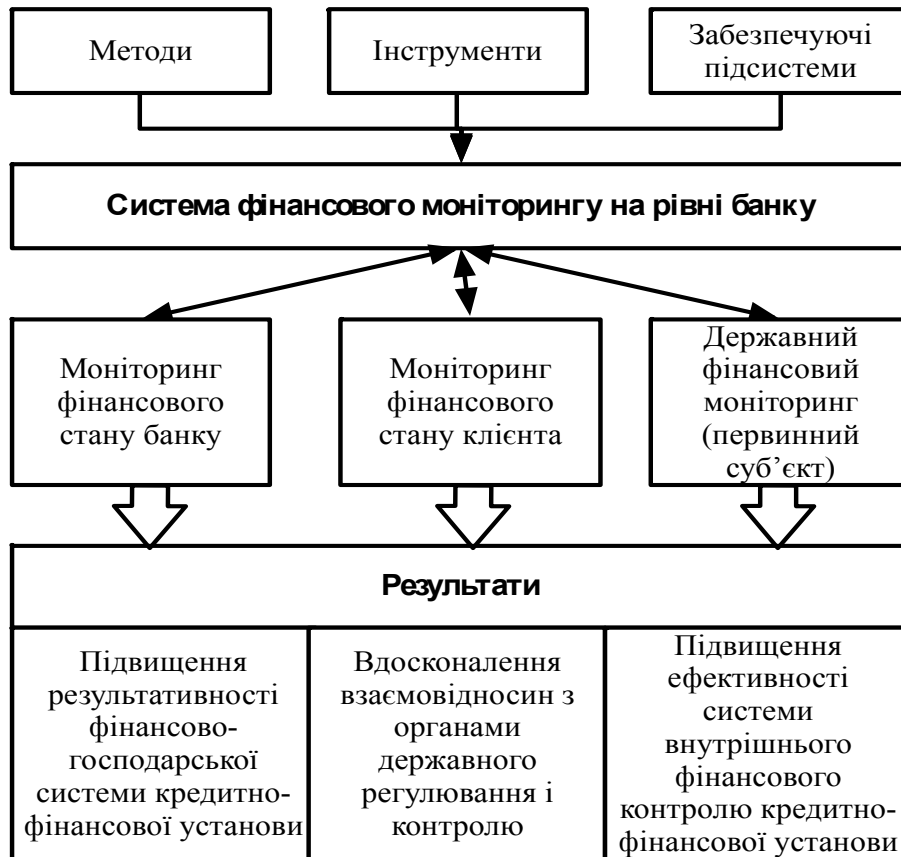 Методи
Інструменти
Забезпечуючі
підсистеми
Система фінансового моніторингу на рівні банку
Моніторинг
фінансового
стану банку
Моніторинг
фінансового
стану клієнта
Державний
фінансовий
моніторинг
(первинний
суб’єкт)
Результати
Підвищення
результативності
фінансово-
господарської
системи кредитно-
фінансової установи
Вдосконалення
взаємовідносин з
органами
державного
регулювання і
контролю
Підвищення
ефективності
системи
внутрішнього
фінансового
контролю кредитно-
фінансової установи